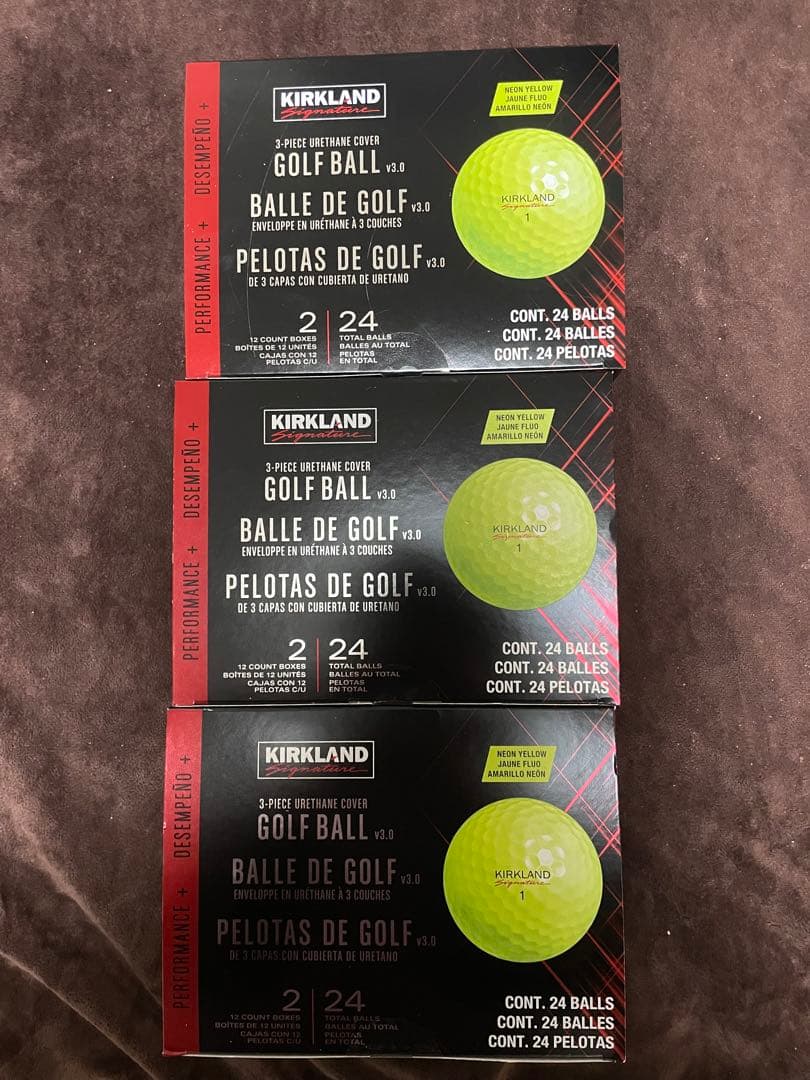 PERFORMANCE + DESEMPEÑO +
KIRKLAND
Signature
NEON YELLOW
JAUNE FLUO
AMARILLO NEÓN
3-PIECE URETHANE COVER
GOLF BALL v3.0
BALLE DE GOLF v3.0
ENVELOPPE EN URÉTHANE À 3 COUCHES
PELOTAS DE GOLF v3.0
DE 3 CAPAS CON CUBIERTA DE URETANO
KIRKLAND
Signature
1
2
12 COUNT BOXES
BOÎTES DE 12 UNITÉS
CAJAS CON 12
PELOTAS C/U
24
TOTAL BALLS
BALLES AU TOTAL
PELOTAS
EN TOTAL
CONT. 24 BALLS
CONT. 24 BALLES
CONT. 24 PELOTAS
PERFORMANCE + DESEMPEÑO +
KIRKLAND
Signature
NEON YELLOW
JAUNE FLUO
AMARILLO NEÓN
3-PIECE URETHANE COVER
GOLF BALL v3.0
BALLE DE GOLF v3.0
ENVELOPPE EN URÉTHANE À 3 COUCHES
PELOTAS DE GOLF v3.0
DE 3 CAPAS CON CUBIERTA DE URETANO
KIRKLAND
Signature
1
2
12 COUNT BOXES
BOÎTES DE 12 UNITÉS
CAJAS CON 12
PELOTAS C/U
24
TOTAL BALLS
BALLES AU TOTAL
PELOTAS
EN TOTAL
CONT. 24 BALLS
CONT. 24 BALLES
CONT. 24 PELOTAS
PERFORMANCE + DESEMPEÑO +
KIRKLAND
Signature
NEON YELLOW
JAUNE FLUO
AMARILLO NEÓN
3-PIECE URETHANE COVER
GOLF BALL v3.0
BALLE DE GOLF v3.0
ENVELOPPE EN URÉTHANE À 3 COUCHES
PELOTAS DE GOLF v3.0
DE 3 CAPAS CON CUBIERTA DE URETANO
KIRKLAND
Signature
1
2
12 COUNT BOXES
BOÎTES DE 12 UNITÉS
CAJAS CON 12
PELOTAS C/U
24
TOTAL BALLS
BALLES AU TOTAL
PELOTAS
EN TOTAL
CONT. 24 BALLS
CONT. 24 BALLES
CONT. 24 PELOTAS